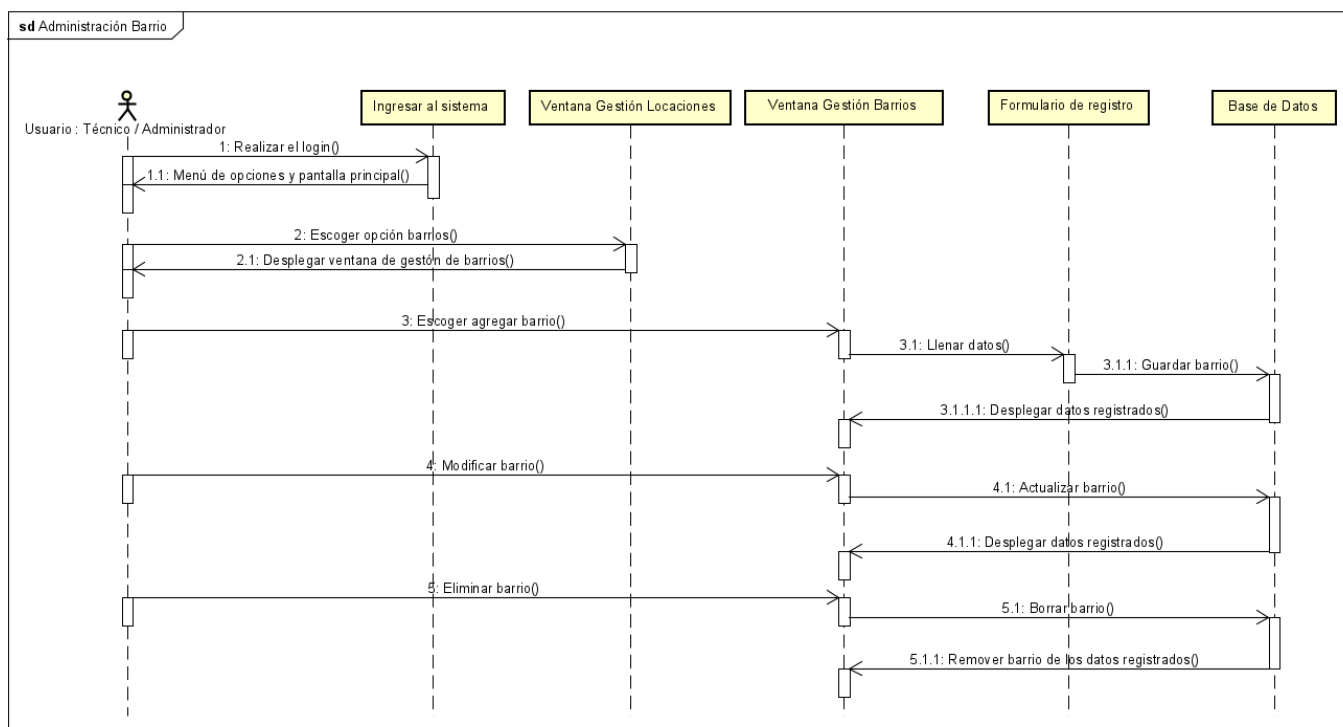 sd Administración Barrio
Usuario : Técnico / Administrador
Ingresar al sistema
Ventana Gestión Locaciones
Ventana Gestión Barrios
Formulario de registro
Base de Datos
1: Realizar el login()
1.1: Menú de opciones y pantalla principal()
2: Escoger opción barrios()
2.1: Desplegar ventana de gestón de barrios()
3: Escoger agregar barrio()
3.1: Llenar datos()
3.1.1: Guardar barrio()
3.1.1.1: Desplegar datos registrados()
4: Modificar barrio()
4.1: Actualizar barrio()
4.1.1: Desplegar datos registrados()
5: Eliminar barrio()
5.1: Borrar barrio()
5.1.1: Remover barrio de los datos registrados()